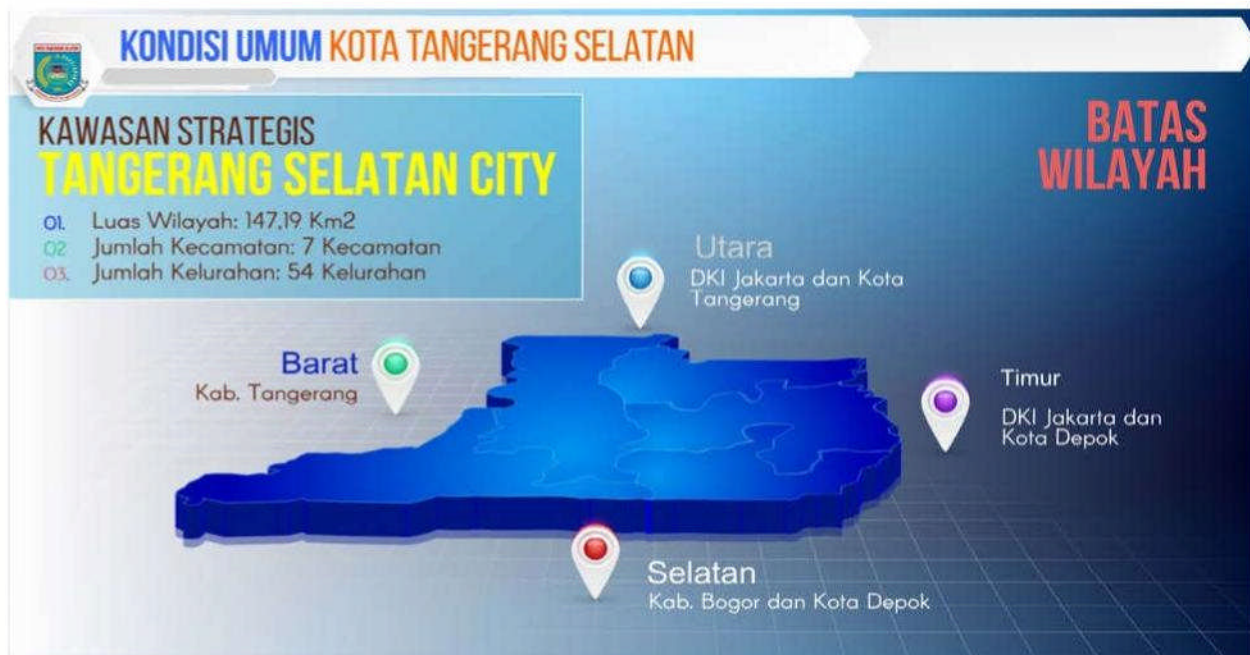 KONDISI UMUM KOTA TANGERANG SELATAN
KAWASAN STRATEGIS
TANGERANG SELATAN CITY
01. Luas Wilayah: 147,19 Km2
02 Jumlah Kecamatan: 7 Kecamatan
03. Jumlah Kelurahan: 54 Kelurahan
BATAS
WILAYAH
Utara
DKI Jakarta dan Kota
Tangerang
Barat
Kab. Tangerang
Timur
DKI Jakarta dan
Kota Depok
Selatan
Kab. Bogor dan Kota Depok